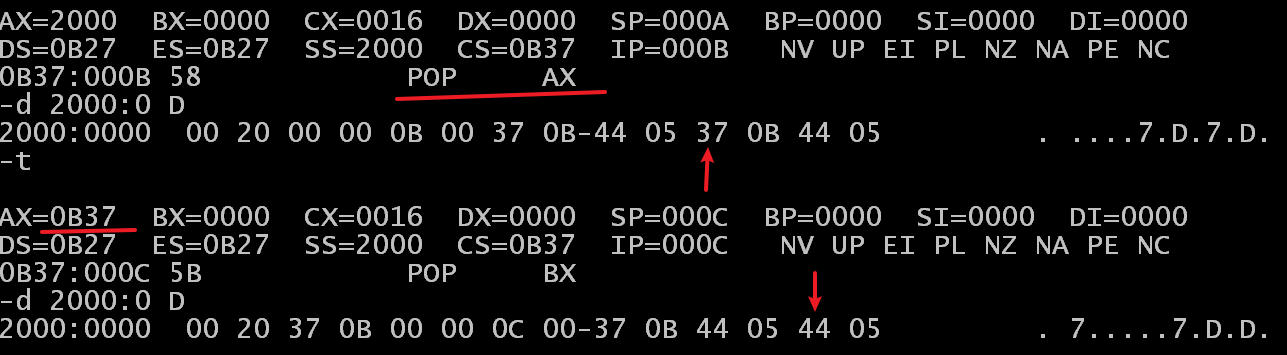 AX=2000  BX=0000  CX=0016  DX=0000  SP=000A  BP=0000  SI=0000  DI=0000
DS=0B27  ES=0B27  SS=2000  CS=0B37  IP=000B   NV UP EI PL NZ NA PE NC
0B37:000B 58            POP     AX
-d 2000:0 D
2000:0000  00 20 00 00 0B 00 37 0B-44 05 37 0B 44 05         . ....7.D.7.D.
-t
AX=0B37  BX=0000  CX=0016  DX=0000  SP=000C  BP=0000  SI=0000  DI=0000
DS=0B27  ES=0B27  SS=2000  CS=0B37  IP=000C   NV UP EI PL NZ NA PE NC
0B37:000C 5B            POP     BX
-d 2000:0 D
2000:0000  00 20 37 0B 00 00 0C 00-37 0B 44 05 44 05         . 7.....7.D.D.